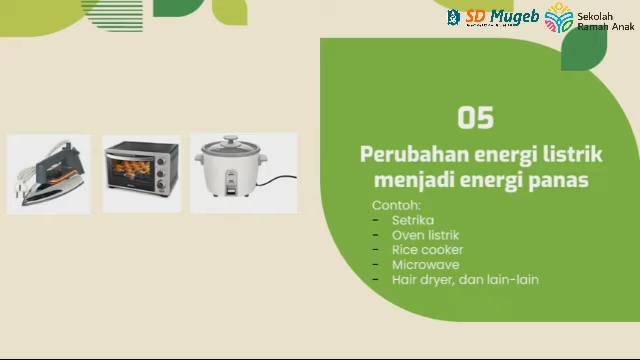 SD Mugeb
Sekolah
Ramah Anak
05
Perubahan energi listrik
menjadi energi panas
Contoh:
- Setrika
- Oven listrik
- Rice cooker
- Microwave
- Hair dryer, dan lain-lain